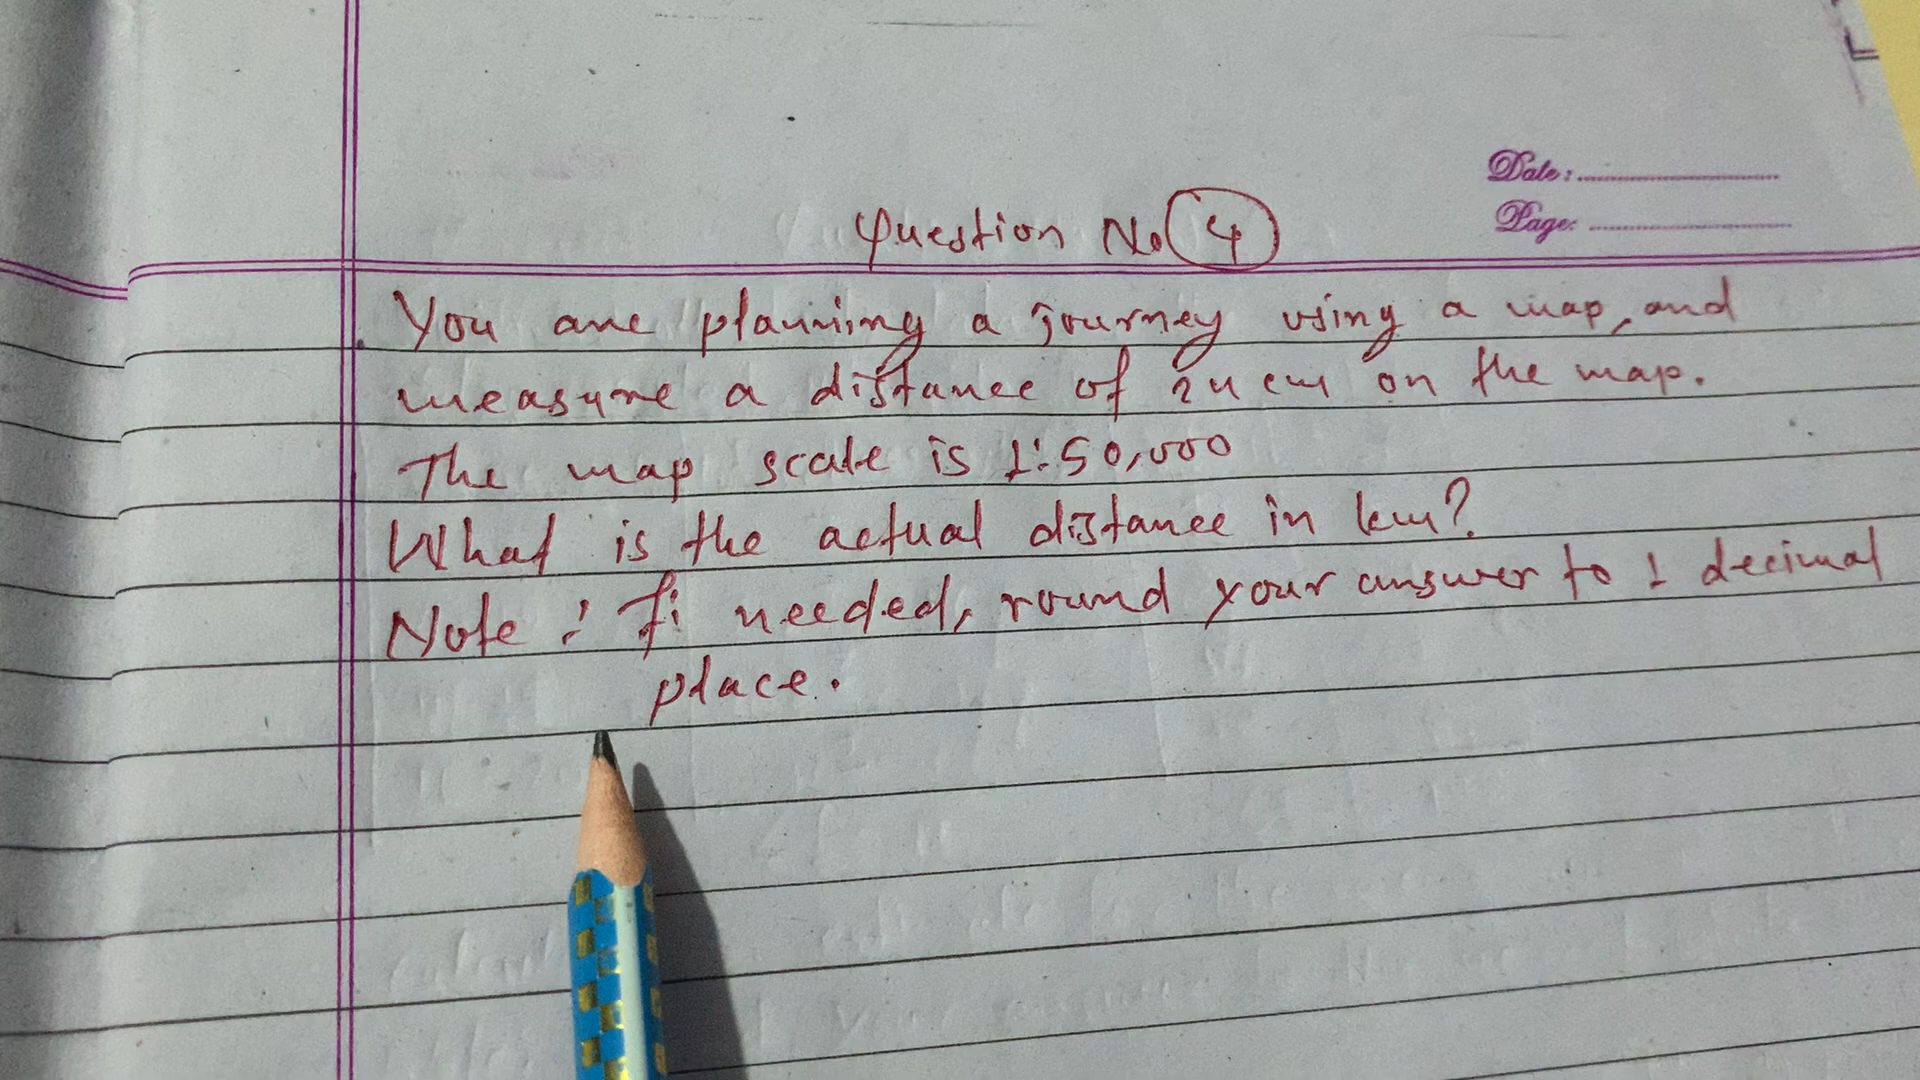 Date:
Page:
Question No 4
You are planning a journey using a map, and
measure a distance of 24 cm on the map.
The map scale is 1:50,000
What is the actual distance in km?
Note : If needed, round your answer to 1 decimal
place.